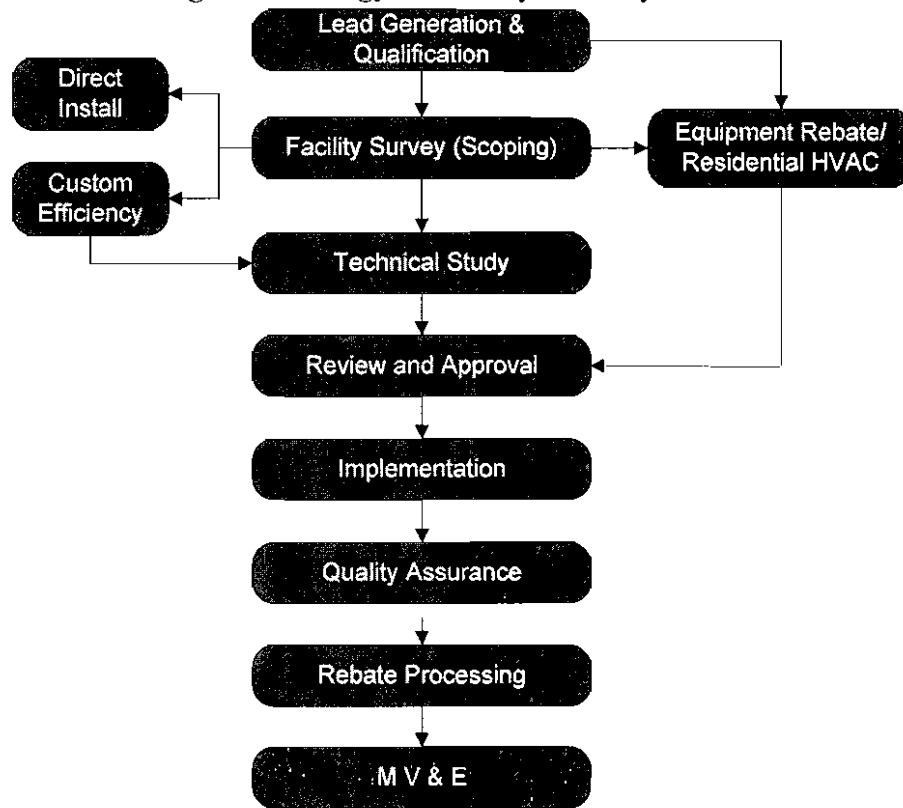 Lead Generation &
Qualification
Direct
Install
Facility Survey (Scoping)
Equipment Rebate/
Residential HVAC
Custom
Efficiency
Technical Study
Review and Approval
Implementation
Quality Assurance
Rebate Processing
M V & E